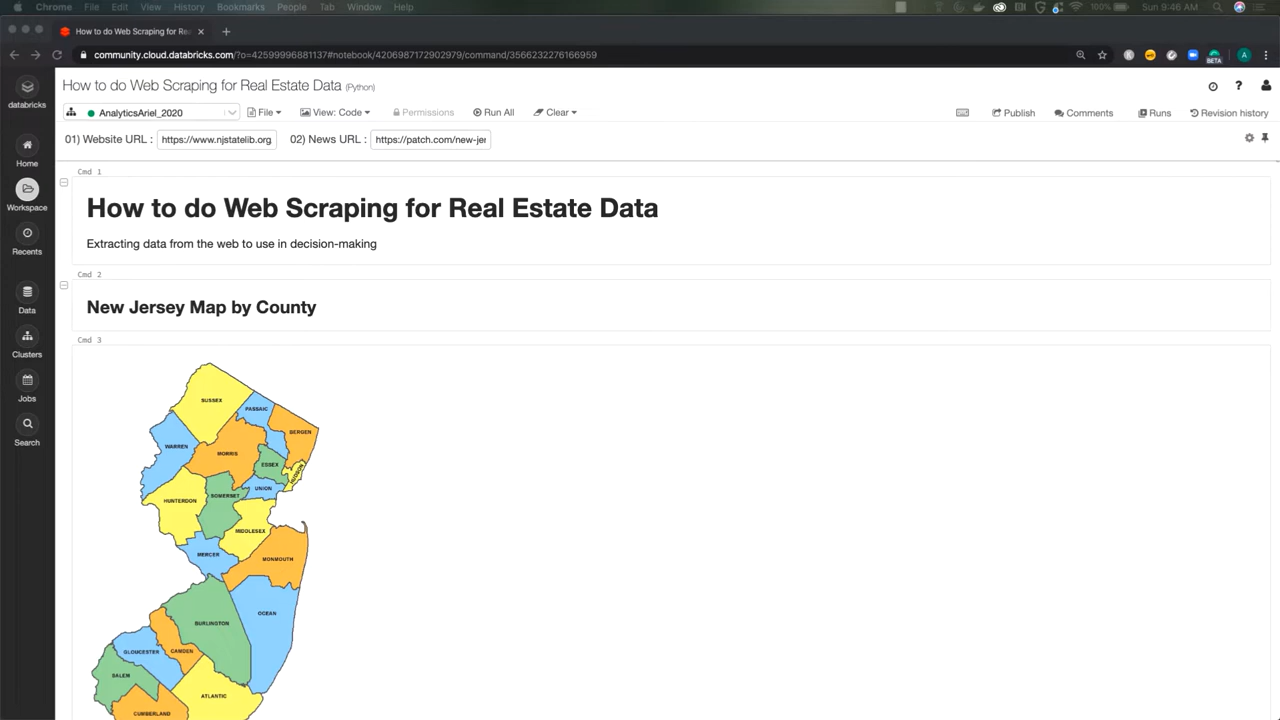 Chrome File Edit View History Bookmarks People Tab Window Help 100% Sun 9:46 AM
How to do Web Scraping for Rea
community.cloud.databricks.com/?o=42599996881137#notebook/4206987172902979/command/3566232276166959
BETA
A
databricks
Home
Workspace
Recents
Data
Clusters
Jobs
Search
How to do Web Scraping for Real Estate Data (Python)
AnalyticsAriel_2020 File View: Code Permissions Run All Clear Publish Comments Runs Revision history
01) Website URL : https://www.njstatelib.org 02) News URL : https://patch.com/new-jer
Cmd 1
How to do Web Scraping for Real Estate Data
Extracting data from the web to use in decision-making
Cmd 2
New Jersey Map by County
Cmd 3
SUSSEX
PASSAIC
BERGEN
WARREN
MORRIS
ESSEX
HUDSON
UNION
SOMERSET
HUNTERDON
MIDDLESEX
MERCER
MONMOUTH
OCEAN
BURLINGTON
GLOUCESTER
CAMDEN
SALEM
ATLANTIC
CUMBERLAND